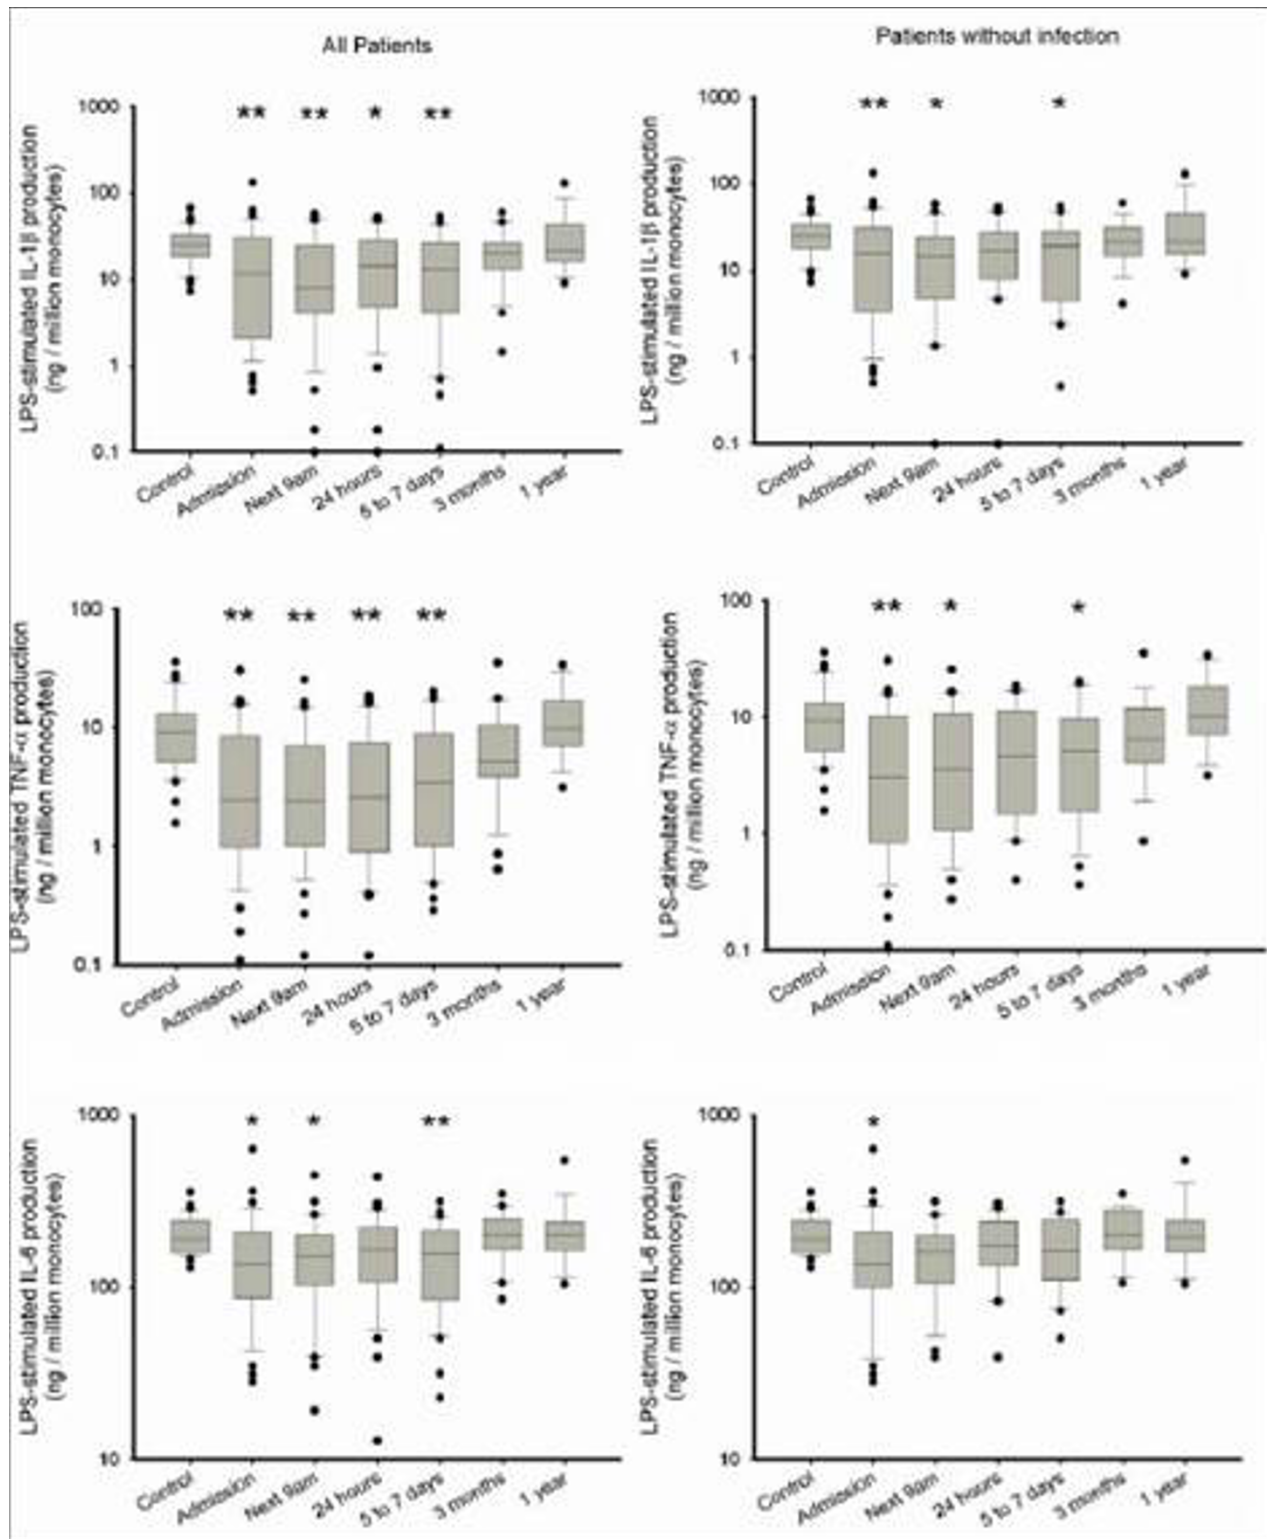 All Patients
Patients without infection
LPS-stimulated IL-1β production
(ng / million monocytes)
1000
100
10
1
0.1
** ** * **
Control Admission Next 9am 24 hours 5 to 7 days 3 months 1 year
LPS-stimulated IL-1β production
(ng / million monocytes)
1000
100
10
1
0.1
** * *
Control Admission Next 9am 24 hours 5 to 7 days 3 months 1 year
LPS-stimulated TNF-α production
(ng / million monocytes)
100
10
1
0.1
** ** ** **
Control Admission Next 9am 24 hours 5 to 7 days 3 months 1 year
LPS-stimulated TNF-α production
(ng / million monocytes)
100
10
1
0.1
** * *
Control Admission Next 9am 24 hours 5 to 7 days 3 months 1 year
LPS-stimulated IL-6 production
(ng / million monocytes)
1000
100
10
* * **
Control Admission Next 9am 24 hours 5 to 7 days 3 months 1 year
LPS-stimulated IL-6 production
(ng / million monocytes)
1000
100
10
*
Control Admission Next 9am 24 hours 5 to 7 days 3 months 1 year